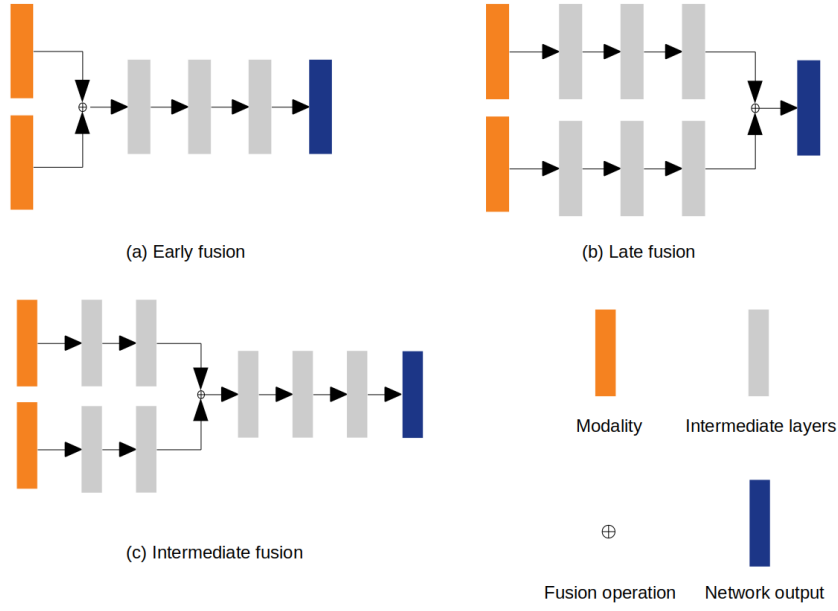 (a) Early fusion
(b) Late fusion
Modality
Intermediate layers
(c) Intermediate fusion
Fusion operation
Network output